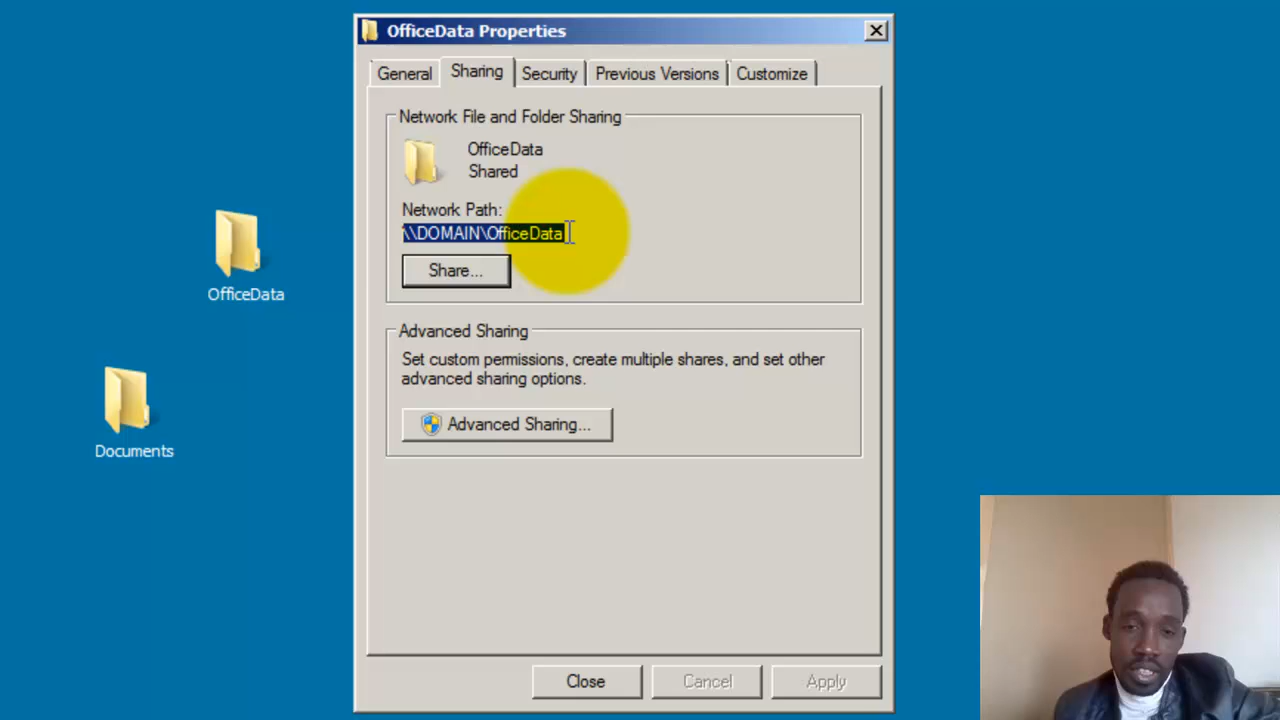 OfficeData Properties
General
Sharing
Security
Previous Versions
Customize
Network File and Folder Sharing
OfficeData
Shared
Network Path:
\\DOMAIN\OfficeData
Share...
Advanced Sharing
Set custom permissions, create multiple shares, and set other
advanced sharing options.
Advanced Sharing...
Close
Cancel
Apply
OfficeData
Documents